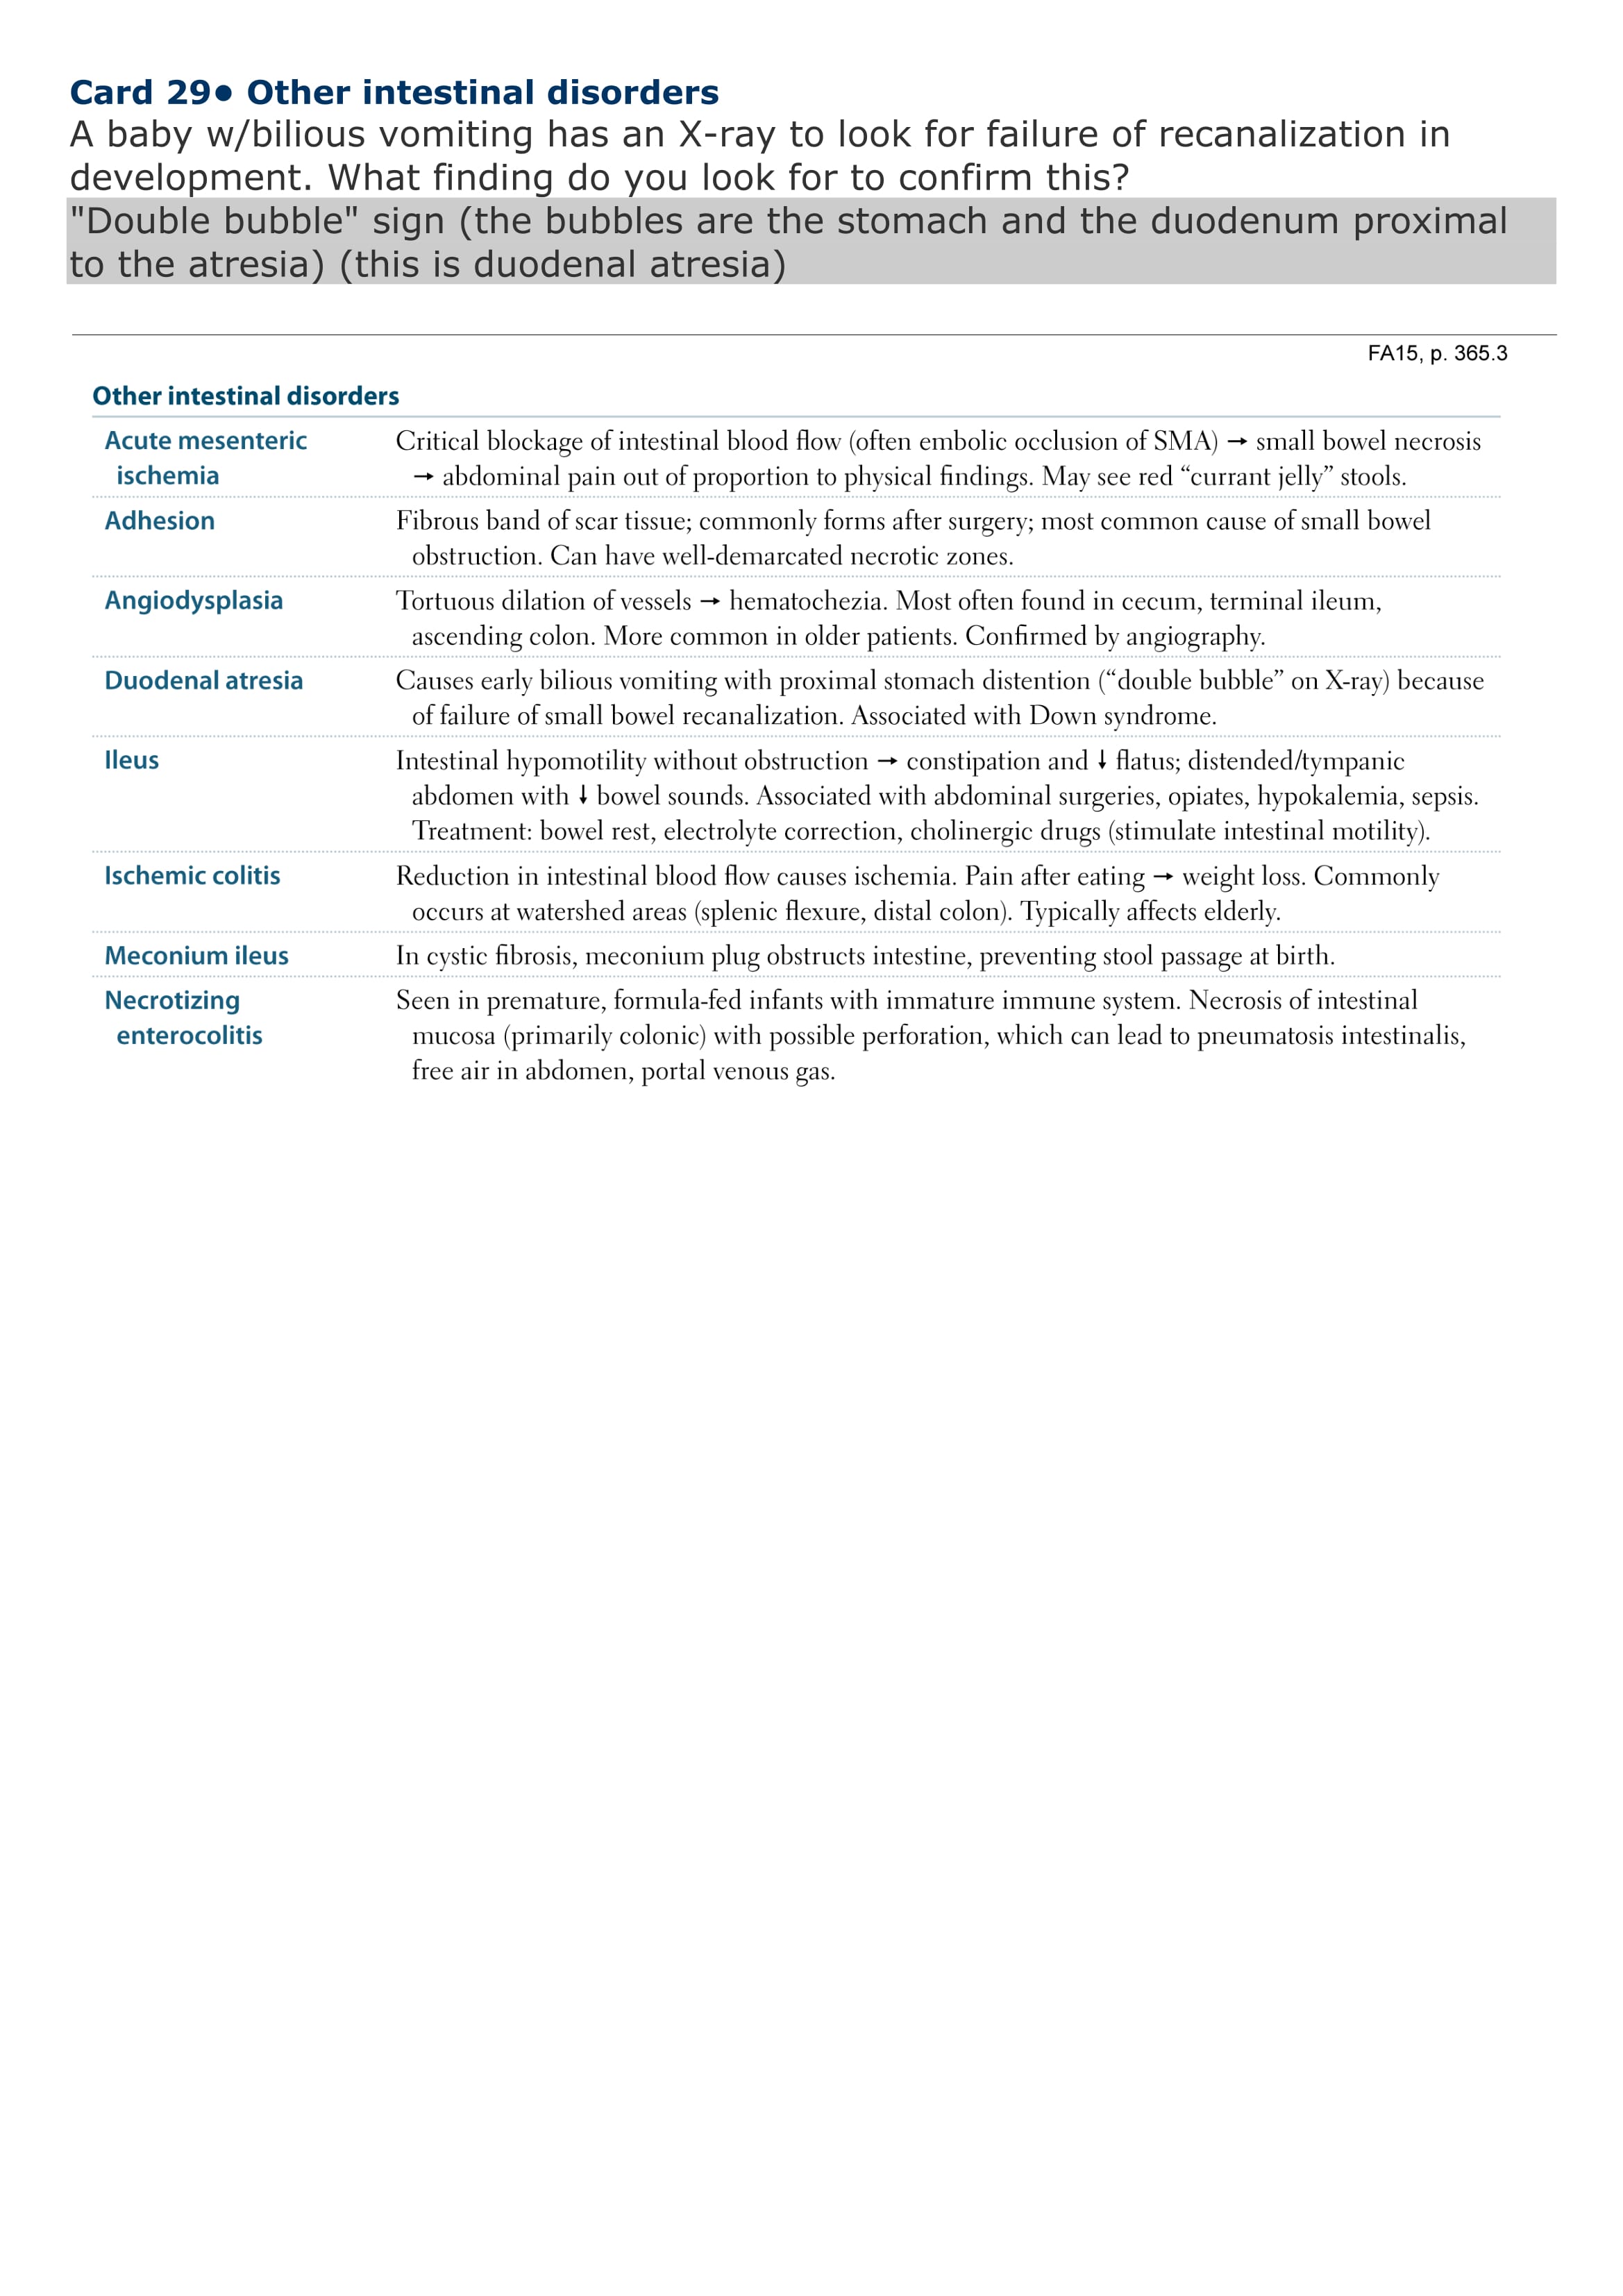 Card 29● Other intestinal disorders
A baby w/bilious vomiting has an X-ray to look for failure of recanalization in
development. What finding do you look for to confirm this?
"Double bubble" sign (the bubbles are the stomach and the duodenum proximal
to the atresia) (this is duodenal atresia)
FA15, p. 365.3
Other intestinal disorders
Acute mesenteric
ischemia
Critical blockage of intestinal blood flow (often embolic occlusion of SMA) → small bowel necrosis
→ abdominal pain out of proportion to physical findings. May see red “currant jelly” stools.
Adhesion
Fibrous band of scar tissue; commonly forms after surgery; most common cause of small bowel
obstruction. Can have well-demarcated necrotic zones.
Angiodysplasia
Tortuous dilation of vessels → hematochezia. Most often found in cecum, terminal ileum,
ascending colon. More common in older patients. Confirmed by angiography.
Duodenal atresia
Causes early bilious vomiting with proximal stomach distention (“double bubble” on X-ray) because
of failure of small bowel recanalization. Associated with Down syndrome.
Ileus
Intestinal hypomotility without obstruction → constipation and ↓ flatus; distended/tympanic
abdomen with ↓ bowel sounds. Associated with abdominal surgeries, opiates, hypokalemia, sepsis.
Treatment: bowel rest, electrolyte correction, cholinergic drugs (stimulate intestinal motility).
Ischemic colitis
Reduction in intestinal blood flow causes ischemia. Pain after eating → weight loss. Commonly
occurs at watershed areas (splenic flexure, distal colon). Typically affects elderly.
Meconium ileus
In cystic fibrosis, meconium plug obstructs intestine, preventing stool passage at birth.
Necrotizing
enterocolitis
Seen in premature, formula-fed infants with immature immune system. Necrosis of intestinal
mucosa (primarily colonic) with possible perforation, which can lead to pneumatosis intestinalis,
free air in abdomen, portal venous gas.